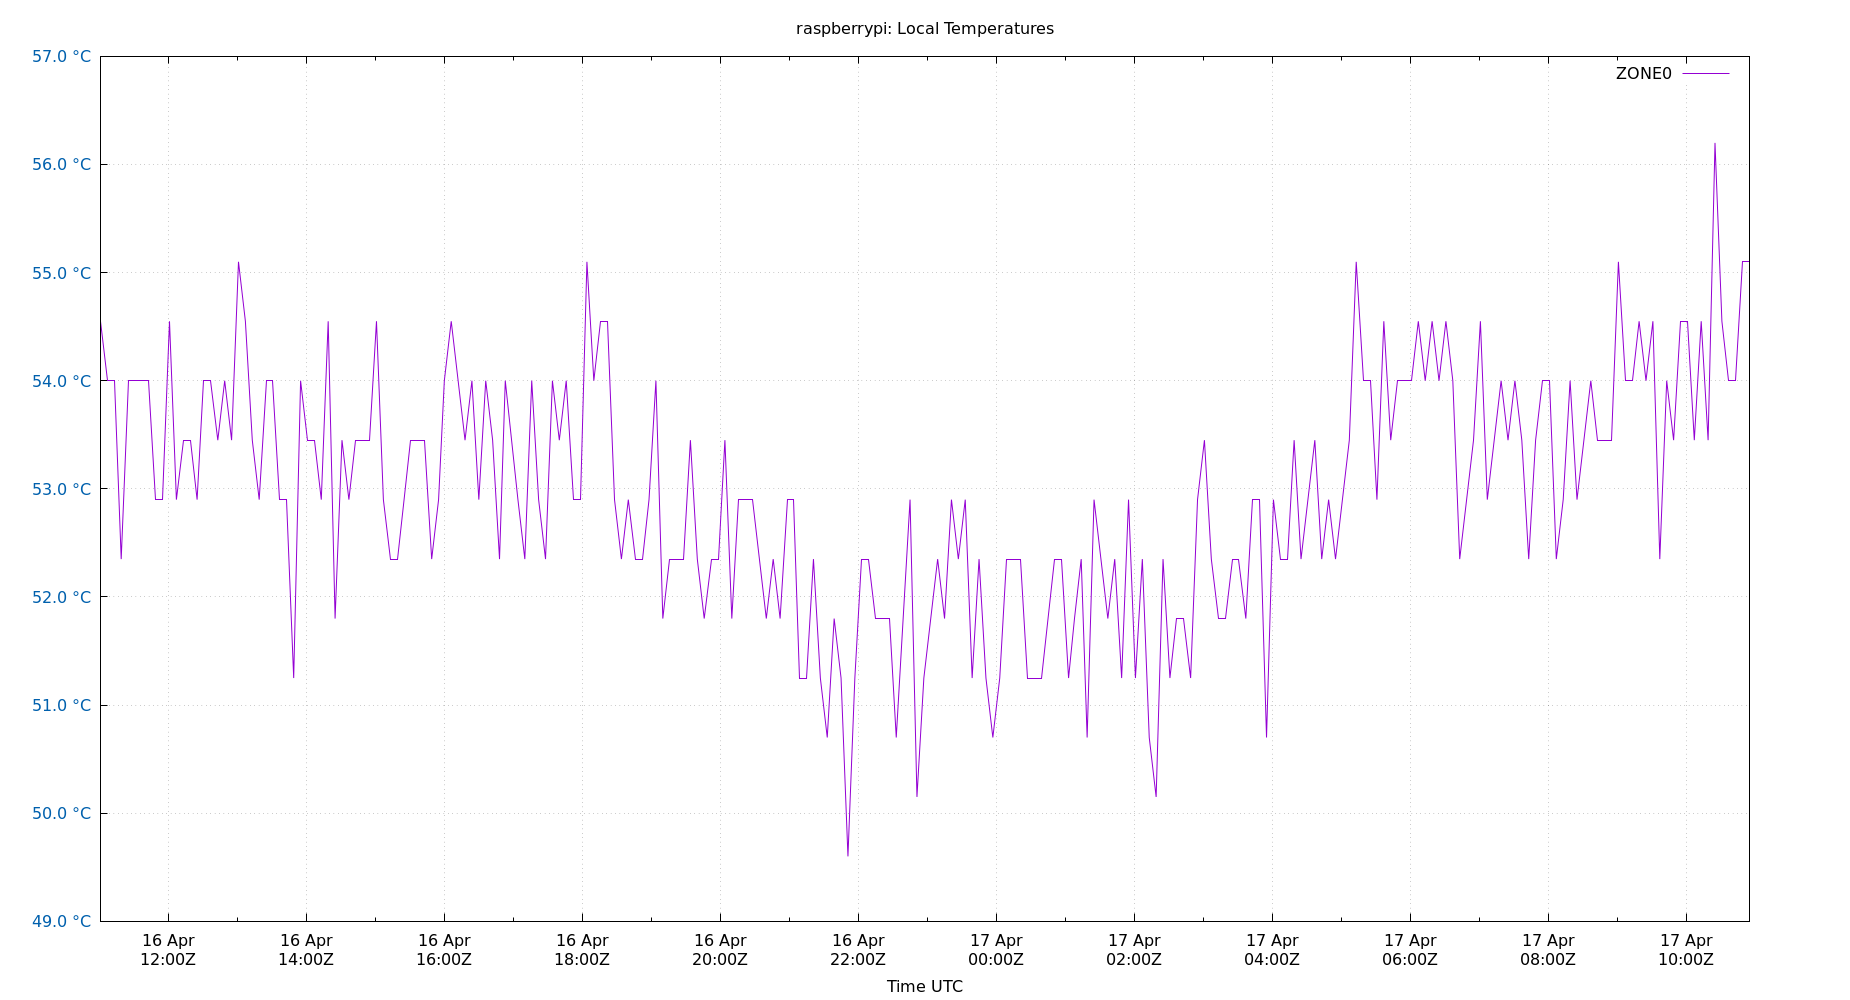 raspberrypi: Local Temperatures
ZONE0
57.0 °C
56.0 °C
55.0 °C
54.0 °C
53.0 °C
52.0 °C
51.0 °C
50.0 °C
49.0 °C
16 Apr 16 Apr 16 Apr 16 Apr 16 Apr 16 Apr 17 Apr 17 Apr 17 Apr 17 Apr 17 Apr 17 Apr
12:00Z 14:00Z 16:00Z 18:00Z 20:00Z 22:00Z 00:00Z 02:00Z 04:00Z 06:00Z 08:00Z 10:00Z
Time UTC